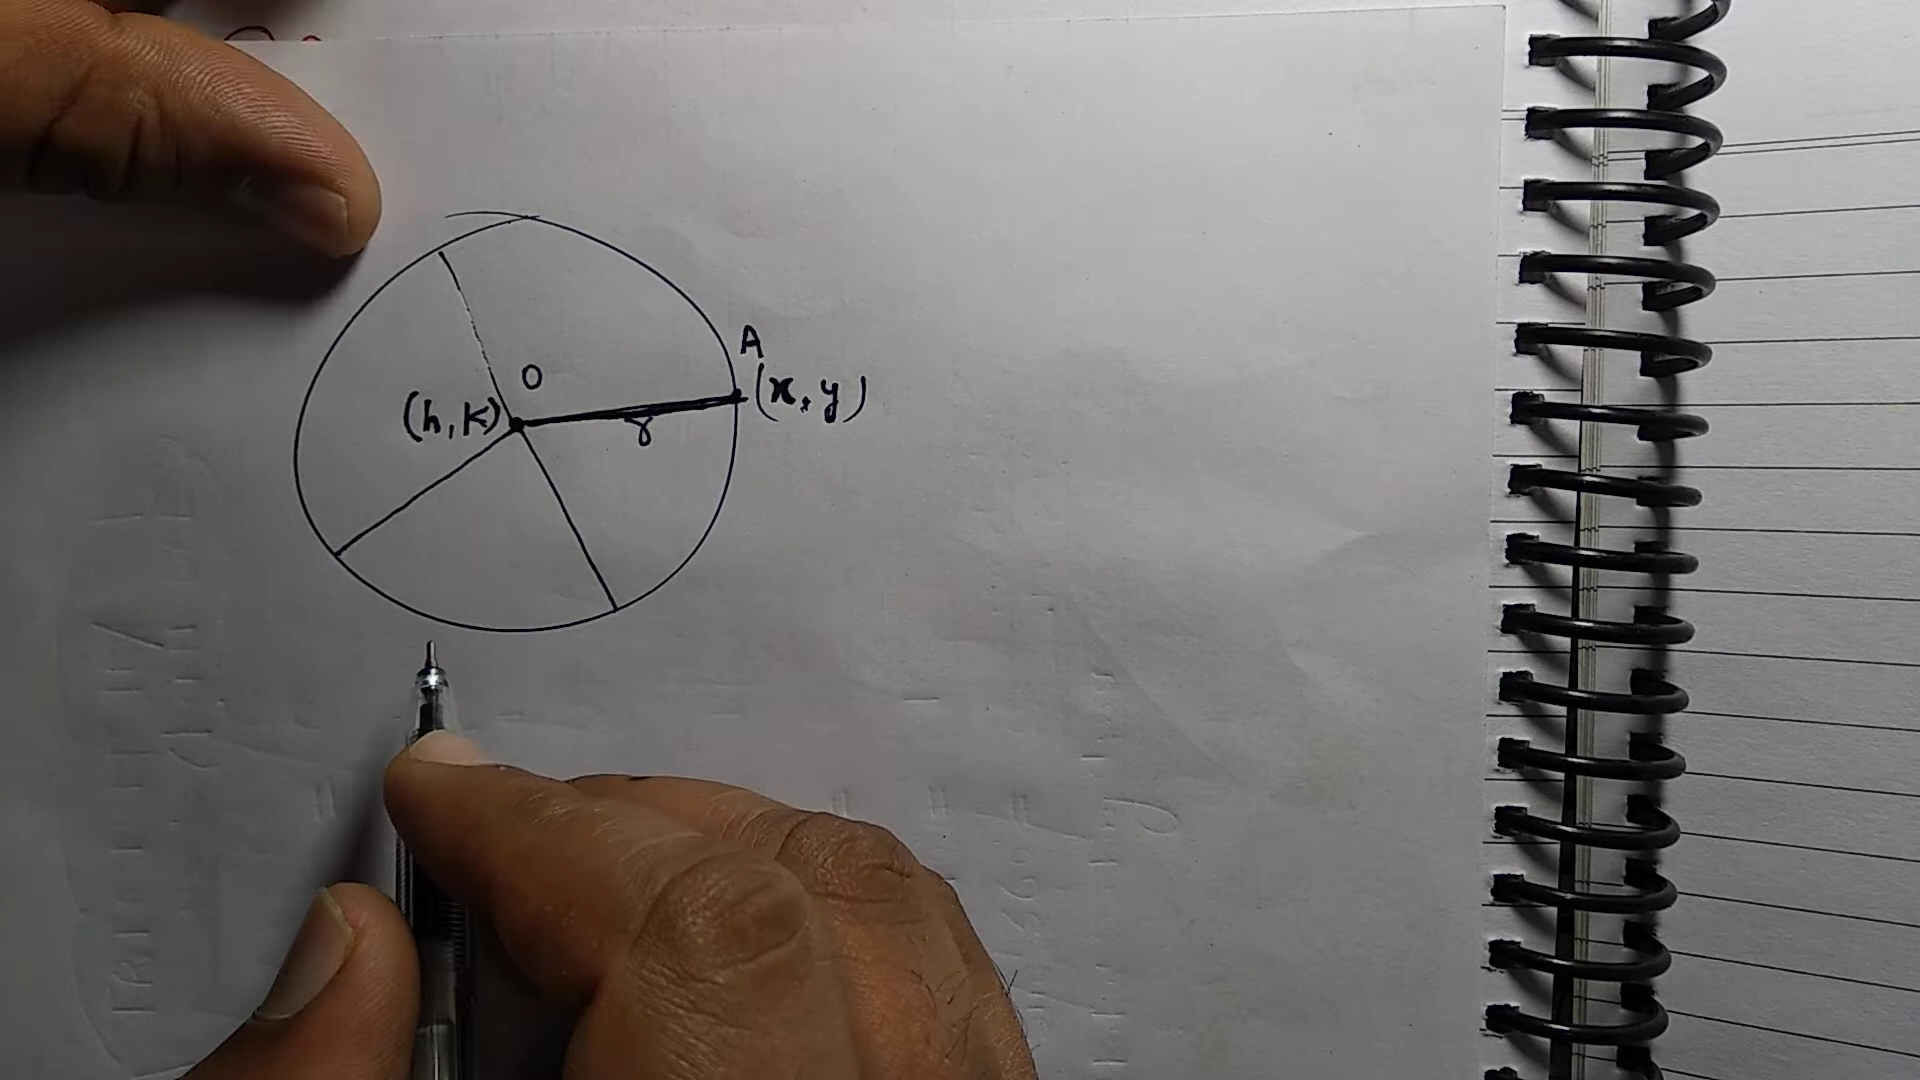 A
O
(h, k)
(x, y)
r